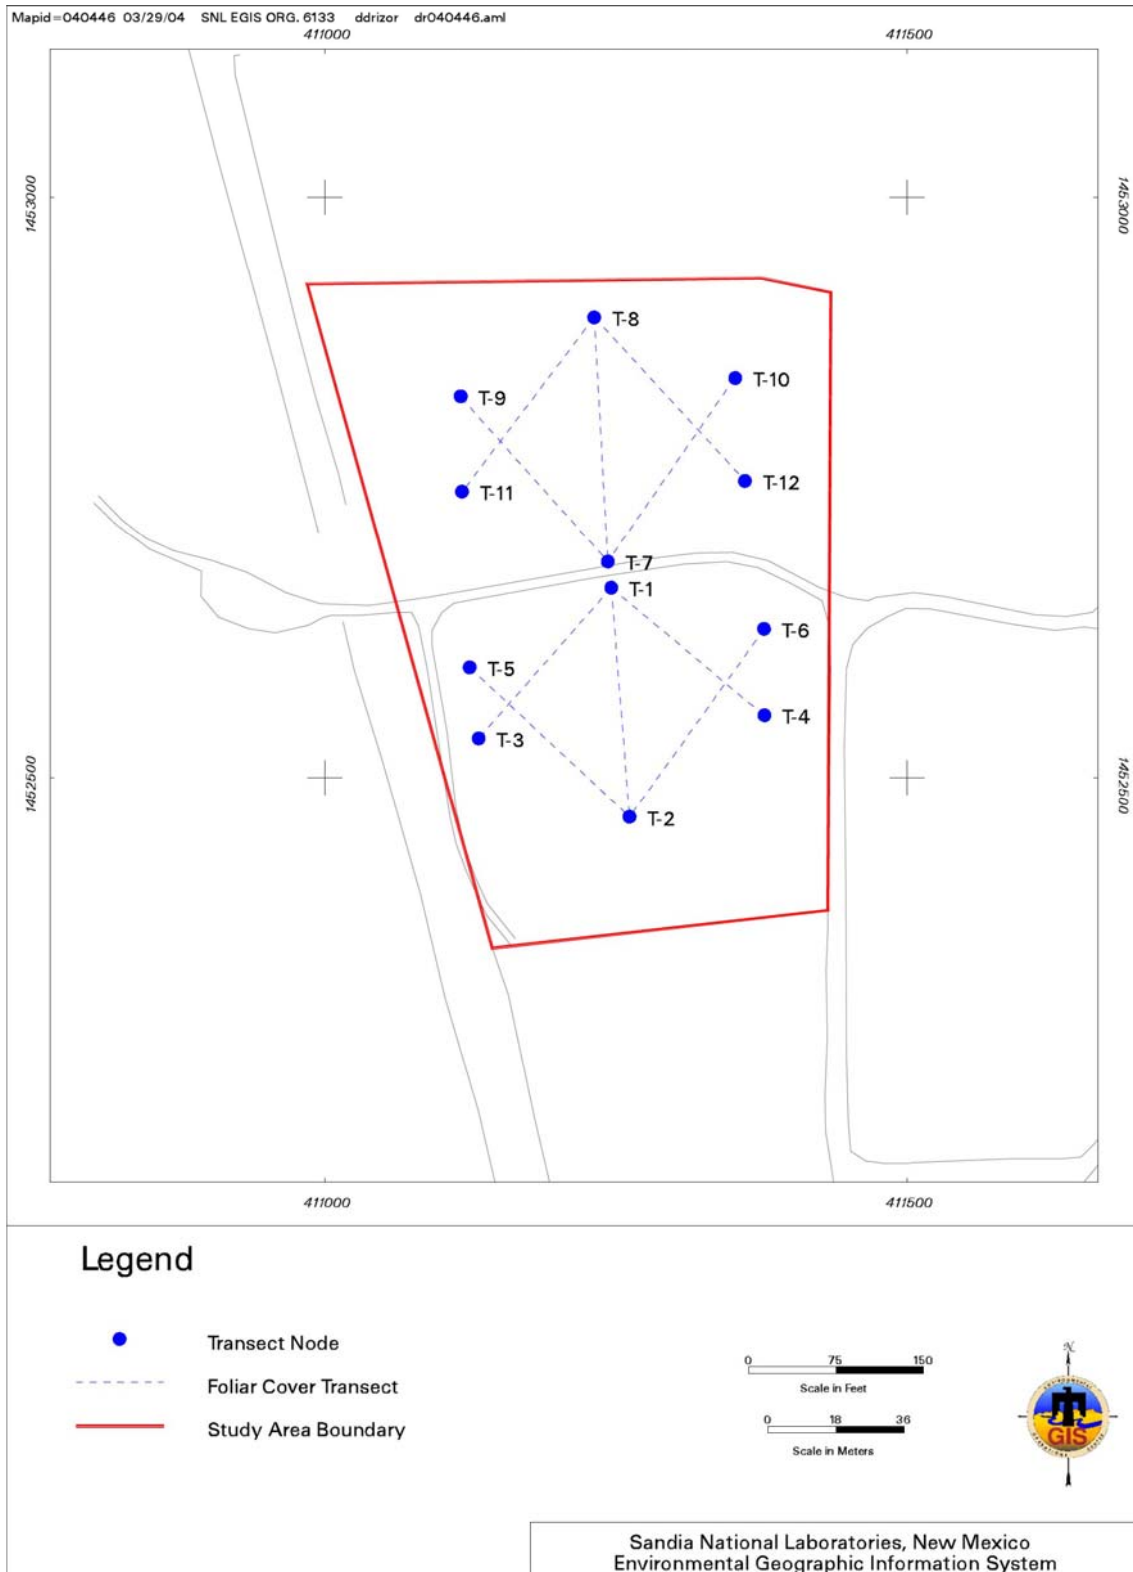 Mapid=040446 03/29/04 SNL EGIS ORG. 6133 ddrizor dr040446.aml
411000 411500
1453000 1453000
T-8
T-10
T-9
T-12
T-11
T-7
T-1
T-6
T-5
T-4
T-3
1452500 1452500
T-2
411000 411500
Legend
Transect Node
Foliar Cover Transect
Study Area Boundary
0 75 150
Scale in Feet
0 18 36
Scale in Meters
N
GIS
Sandia National Laboratories, New Mexico
Environmental Geographic Information System